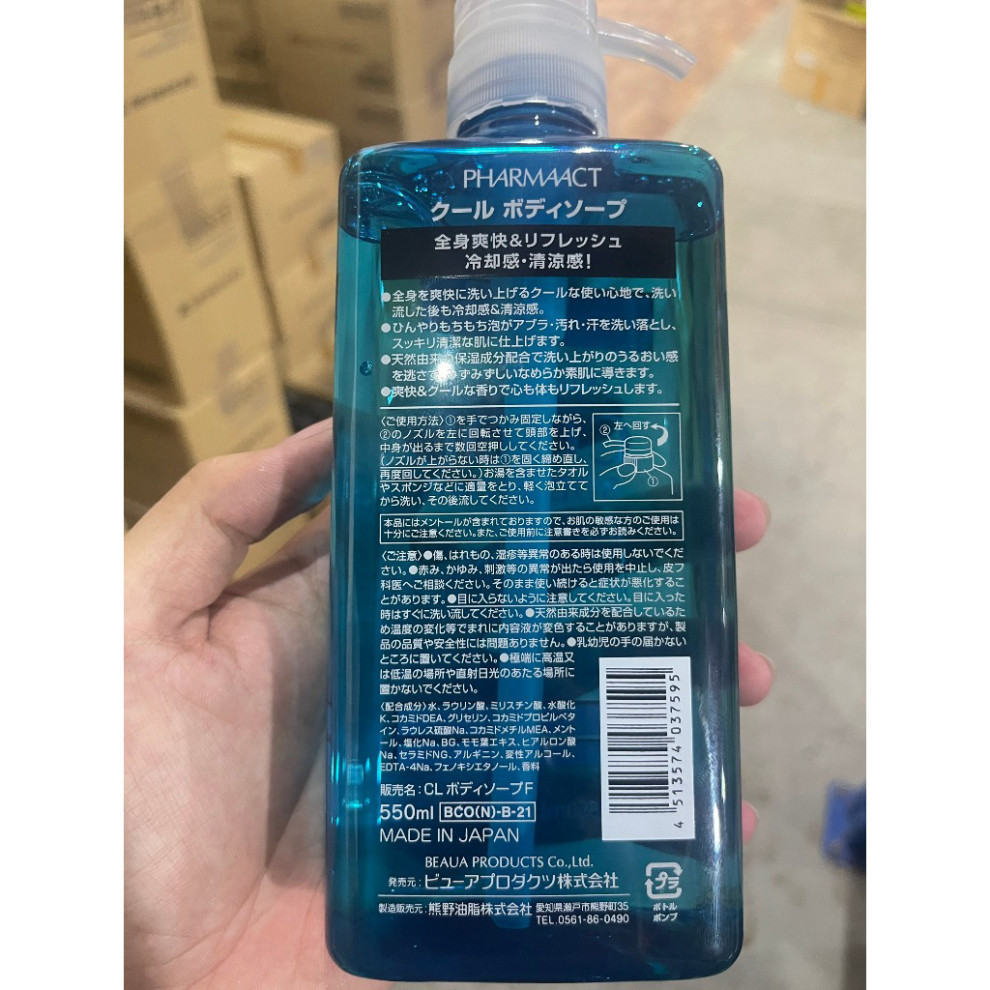 PHARMAACT
クール ボディソープ
全身爽快&リフレッシュ
冷却感・清涼感！
●全身を爽快に洗い上げるクールな使い心地で、洗い
流した後も冷却感&清涼感。
●ひんやりもちもち泡がアブラ・汚れ・汗を洗い落とし、
スッキリ清潔な肌に仕上げます。
●天然由来の保湿成分配合で洗い上がりのうるおい感
を逃さず、みずみずしいなめらか素肌に導きます。
●爽快&クールな香りで心も体もリフレッシュします。
〈ご使用方法〉①を手でつかみ固定しながら、
②のノズルを左に回転させて頭部を上げ、
中身が出るまで数回空押ししてください。
(ノズルが上がらない時は①を固く締め直し、
再度回してください。)お湯を含ませたタオル
やスポンジなどに適量をとり、軽く泡立てて
から洗い、その後流してください。
② 左へ回す
①
本品にはメントールが含まれておりますので、お肌の敏感な方のご使用は
十分にご注意ください。また、ご使用前に注意書きを必ずお読みください。
〈ご注意〉●傷、はれもの、湿疹等異常のある時は使用しないでくだ
さい。●赤み、かゆみ、刺激等の異常が出たら使用を中止し、皮フ
科医へご相談ください。そのまま使い続けると症状が悪化するこ
とがあります。●目に入らないように注意してください。目に入った
時はすぐに洗い流してください。●天然由来成分を配合しているた
め温度の変化等でまれに内容液が変色することがありますが、製
品の品質や安全性には問題ありません。●乳幼児の手の届かない
ところに置いてください。●極端に高温又
は低温の場所や直射日光のあたる場所に
置かないでください。
〈配合成分〉水、ラウリン酸、ミリスチン酸、水酸化
K、コカミドDEA、グリセリン、コカミドプロピルベタ
イン、ラウレス硫酸Na、コカミドメチルMEA、メント
ール、塩化Na、BG、モモ葉エキス、ヒアルロン酸
Na、セラミドNG、アルギニン、変性アルコール、
EDTA-4Na、フェノキシエタノール、香料
販売名：CL ボディソープF
550ml BCO(N)-B-21
MADE IN JAPAN
4 513574 037595
BEAUA PRODUCTS Co.,Ltd.
発売元：ビューアプロダクツ株式会社
製造販売元：熊野油脂株式会社 愛知県瀬戸市熊野町35
TEL.0561-86-0490
プラ
ボトル
ポンプ